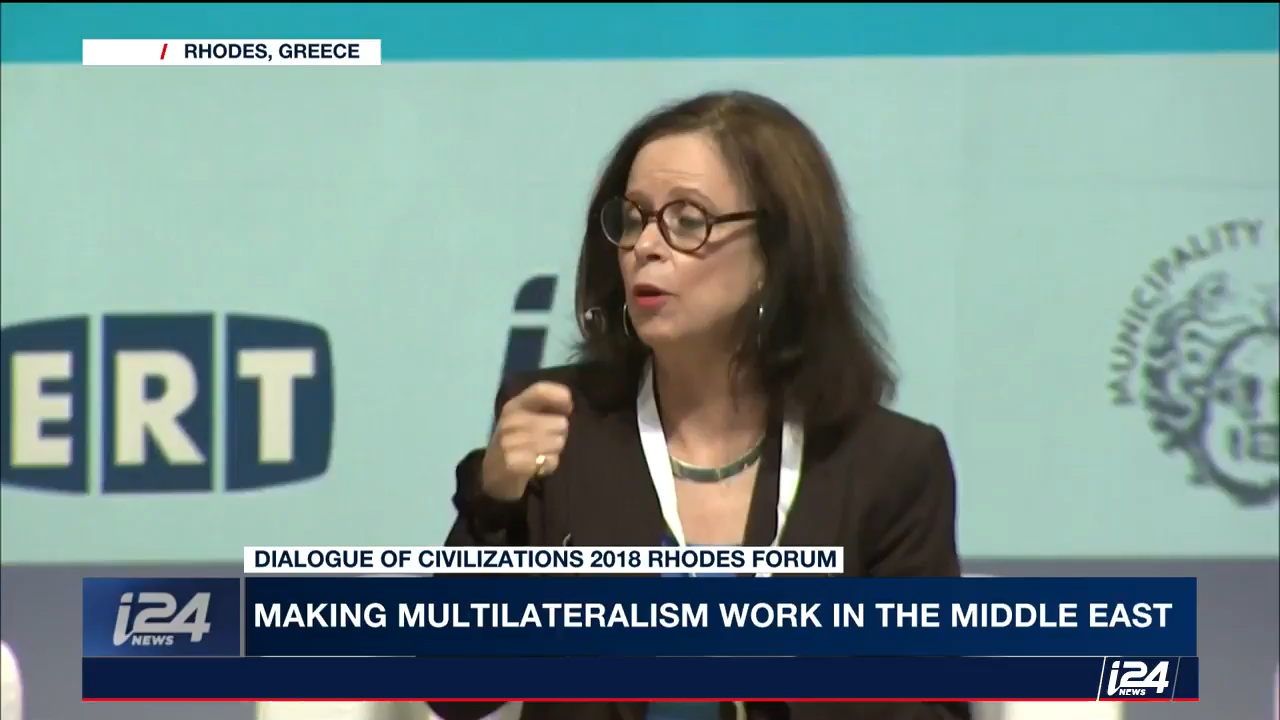 / RHODES, GREECE
MUNICIPALITY
ERT
i
DIALOGUE OF CIVILIZATIONS 2018 RHODES FORUM
i24
NEWS
MAKING MULTILATERALISM WORK IN THE MIDDLE EAST
i24
NEWS